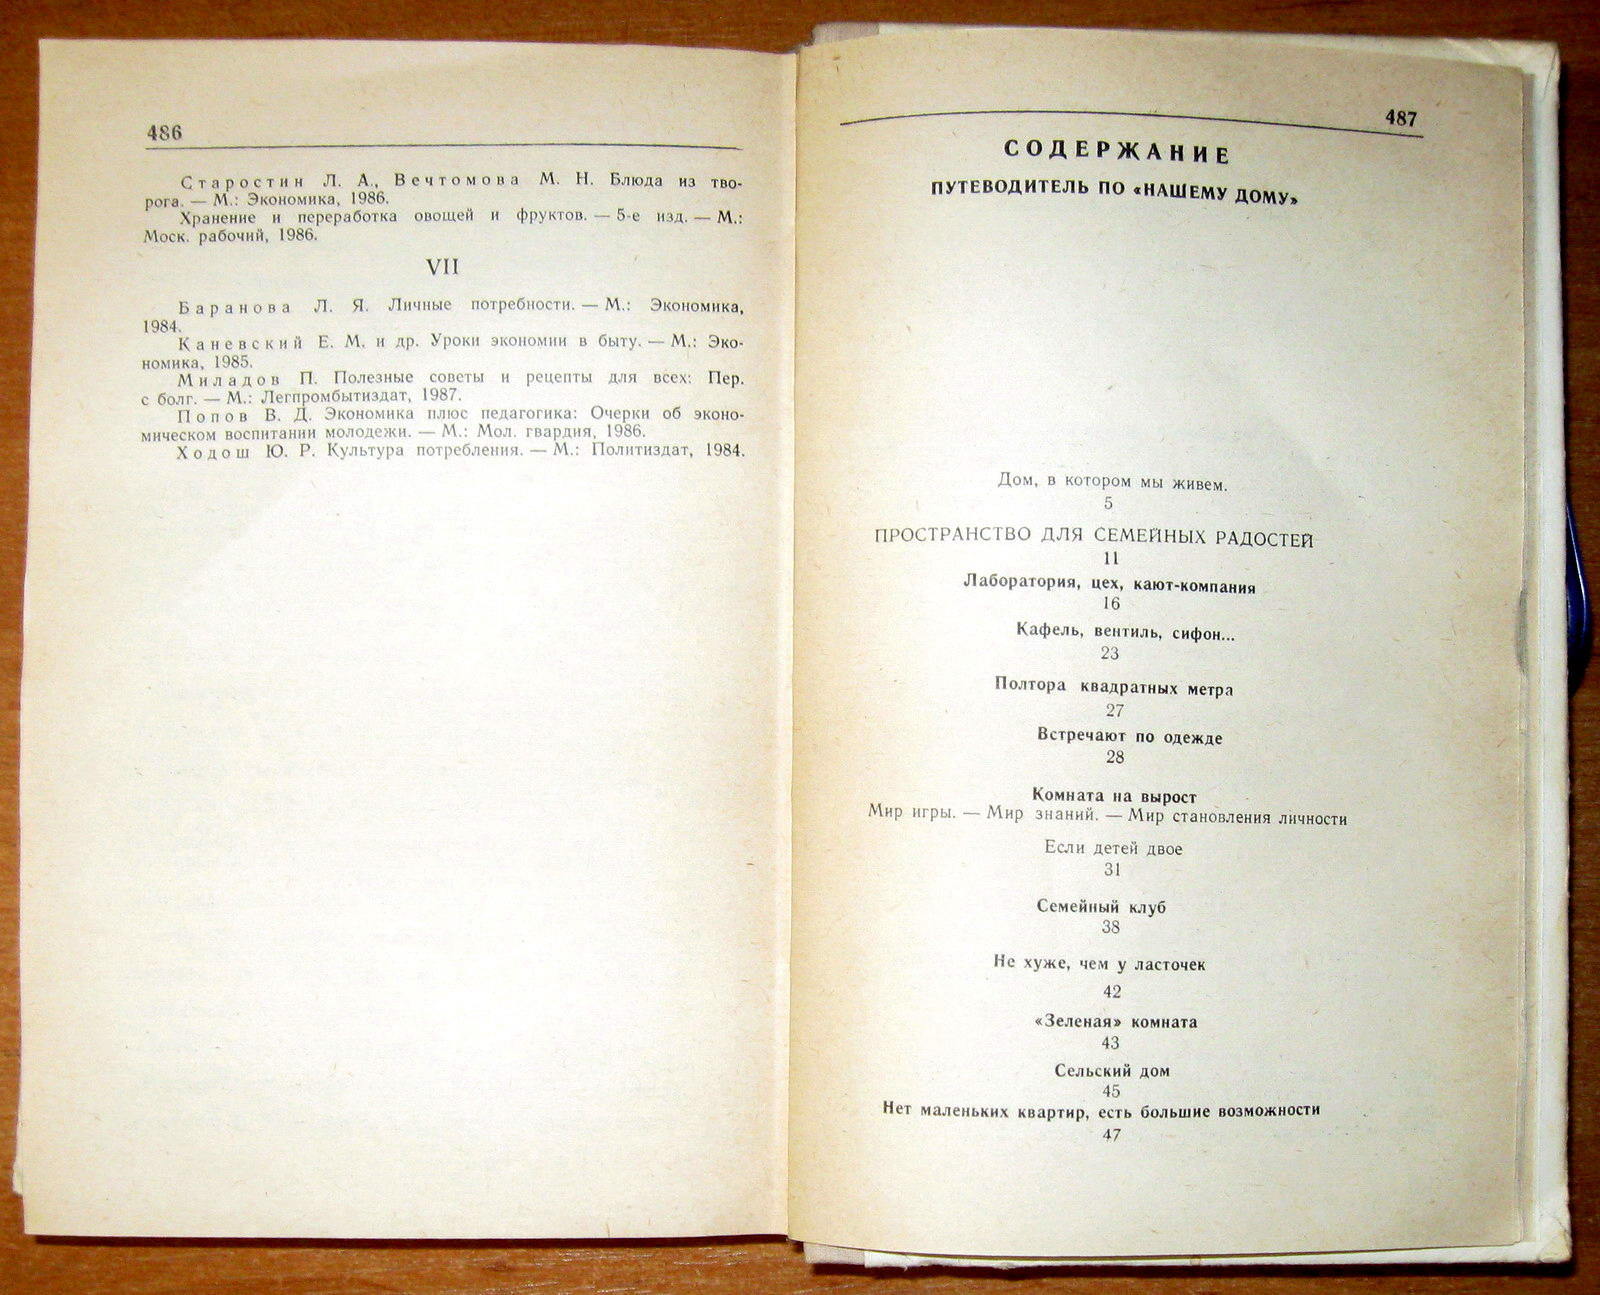 486
Старостин Л. А., Вечтомова М. Н. Блюда из тво-
рога. — М.: Экономика, 1986.
Хранение и переработка овощей и фруктов. — 5-е изд. — М.:
Моск. рабочий, 1986.
VII
Баранова Л. Я. Личные потребности. — М.: Экономика,
1984.
Каневский Е. М. и др. Уроки экономии в быту. — М.: Эко-
номика, 1985.
Миладов П. Полезные советы и рецепты для всех: Пер.
с болг. — М.: Легпромбытиздат, 1987.
Попов В. Д. Экономика плюс педагогика: Очерки об эконо-
мическом воспитании молодежи. — М.: Мол. гвардия, 1986.
Ходош Ю. Р. Культура потребления. — М.: Политиздат, 1984.
487
СОДЕРЖАНИЕ
ПУТЕВОДИТЕЛЬ ПО «НАШЕМУ ДОМУ»
Дом, в котором мы живем.
5
ПРОСТРАНСТВО ДЛЯ СЕМЕЙНЫХ РАДОСТЕЙ
11
Лаборатория, цех, кают-компания
16
Кафель, вентиль, сифон...
23
Полтора квадратных метра
27
Встречают по одежде
28
Комната на вырост
Мир игры. — Мир знаний. — Мир становления личности
Если детей двое
31
Семейный клуб
38
Не хуже, чем у ласточек
42
«Зеленая» комната
43
Сельский дом
45
Нет маленьких квартир, есть большие возможности
47